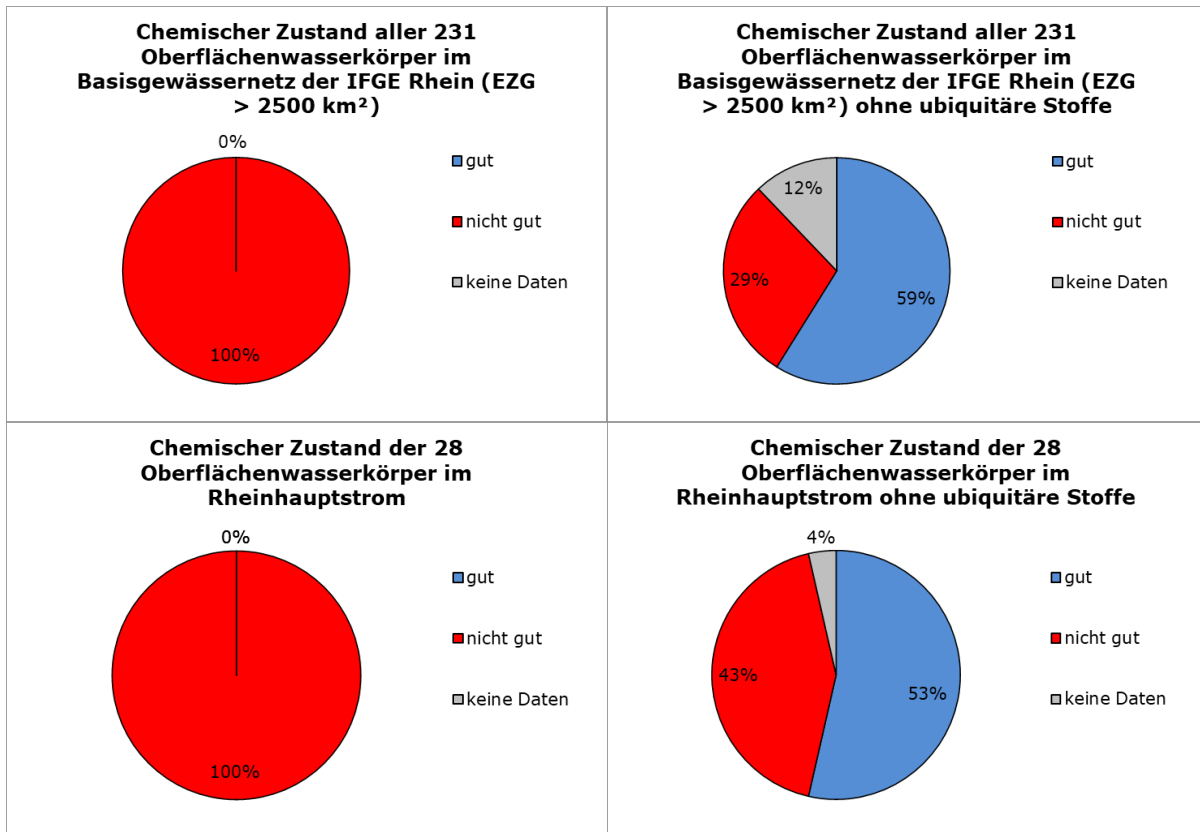 Chemischer Zustand aller 231
Oberflächenwasserkörper im
Basisgewässernetz der IFGE Rhein (EZG
> 2500 km²)
0%
100%
gut
nicht gut
keine Daten
Chemischer Zustand aller 231
Oberflächenwasserkörper im
Basisgewässernetz der IFGE Rhein (EZG
> 2500 km²) ohne ubiquitäre Stoffe
12%
29%
59%
gut
nicht gut
keine Daten
Chemischer Zustand der 28
Oberflächenwasserkörper im
Rheinhauptstrom
0%
100%
gut
nicht gut
keine Daten
Chemischer Zustand der 28
Oberflächenwasserkörper im
Rheinhauptstrom ohne ubiquitäre Stoffe
4%
43%
53%
gut
nicht gut
keine Daten